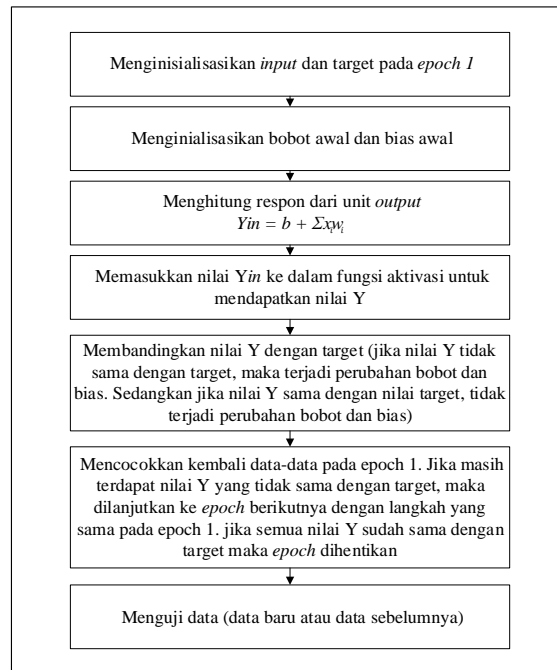 Menginisialisasikan input dan target pada epoch 1
Menginialisasikan bobot awal dan bias awal
Menghitung respon dari unit output
Yin = b + Σxᵢwᵢ
Memasukkan nilai Yin ke dalam fungsi aktivasi untuk
mendapatkan nilai Y
Membandingkan nilai Y dengan target (jika nilai Y tidak
sama dengan target, maka terjadi perubahan bobot dan
bias. Sedangkan jika nilai Y sama dengan nilai target, tidak
terjadi perubahan bobot dan bias)
Mencocokkan kembali data-data pada epoch 1. Jika masih
terdapat nilai Y yang tidak sama dengan target, maka
dilanjutkan ke epoch berikutnya dengan langkah yang
sama pada epoch 1. jika semua nilai Y sudah sama dengan
target maka epoch dihentikan
Menguji data (data baru atau data sebelumnya)